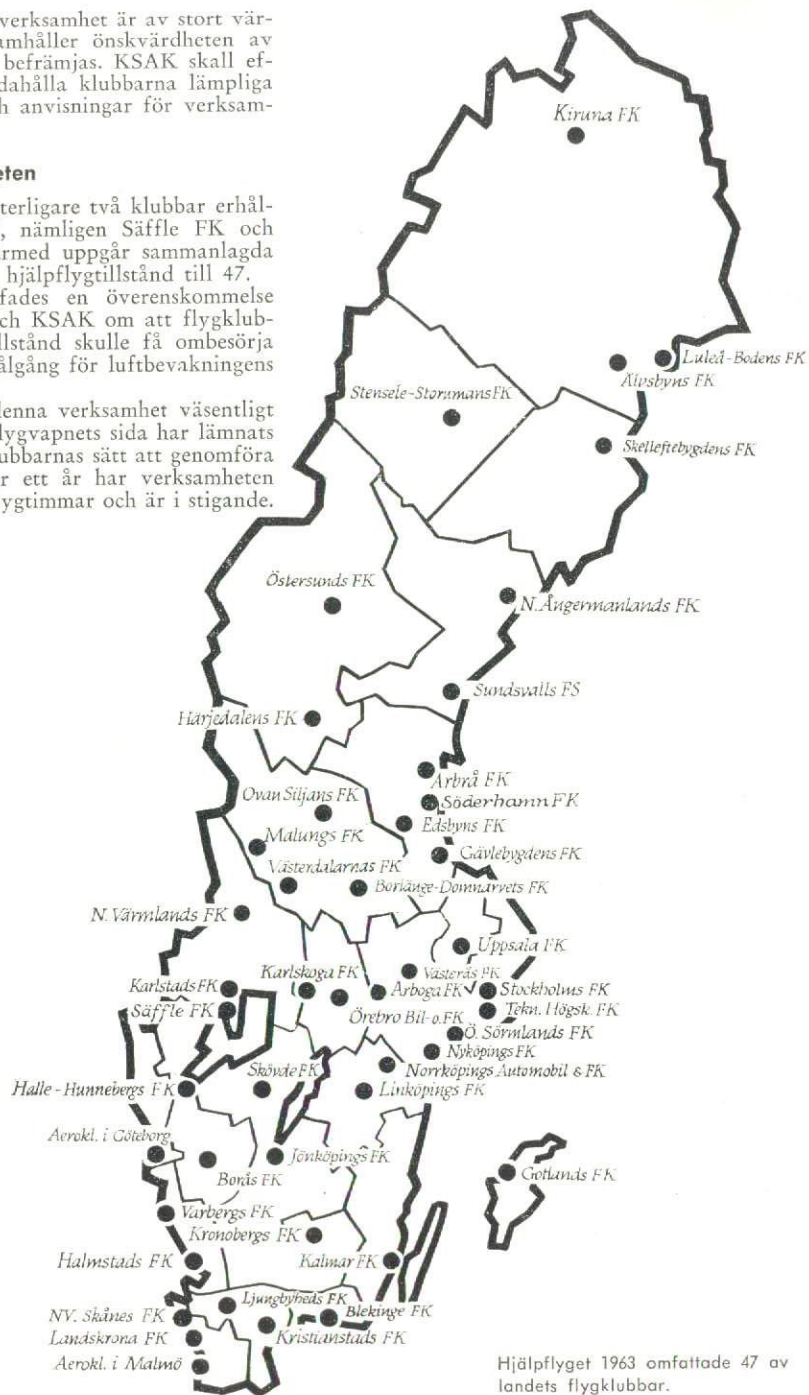 verksamhet är av stort vär-
amhåller önskvärdheten av
befrämjas. KSAK skall ef-
dahålla klubbarna lämpliga
h anvisningar för verksam-
eten
terligare två klubbar erhål-
, nämligen Säffle FK och
ärmed uppgår sammanlagda
hjälpflygtillstånd till 47.
fades en överenskommelse
ch KSAK om att flygklub-
llstånd skulle få ombesörja
ålgång för luftbevakningens
denna verksamhet väsentligt
lygvapnets sida har lämnats
ubbarnas sätt att genomföra
r ett år har verksamheten
ygtimmar och är i stigande.
Kiruna FK
Luleå-Bodens FK
Älvsbyns FK
Stensele-Storumans FK
Skelleftebygdens FK
Östersunds FK
N. Ångermanlands FK
Sundsvalls FS
Härjedalens FK
Arbrå FK
Ovan Siljans FK
Söderhamn FK
Edsbyns FK
Malungs FK
Gävlebygdens FK
Västerdalarnas FK
Borlänge-Domnarvets FK
N. Värmlands FK
Uppsala FK
Västerås FK
Karlskoga FK
Karlstads FK
Arboga FK
Stockholms FK
Säffle FK
Örebro Bil-o. FK
Tekn. Högsk. FK
Ö. Sörmlands FK
Nyköpings FK
Norrköpings Automobil & FK
Skövde FK
Halle-Hunnebergs FK
Linköpings FK
Aerokl. i Göteborg
Jönköpings FK
Borås FK
Gotlands FK
Varbergs FK
Kronobergs FK
Halmstads FK
Kalmar FK
Ljungbyheds FK
Blekinge FK
NV. Skånes FK
Landskrona FK
Kristianstads FK
Aerokl. i Malmö
Hjälpflyget 1963 omfattade 47 av
landets flygklubbar.